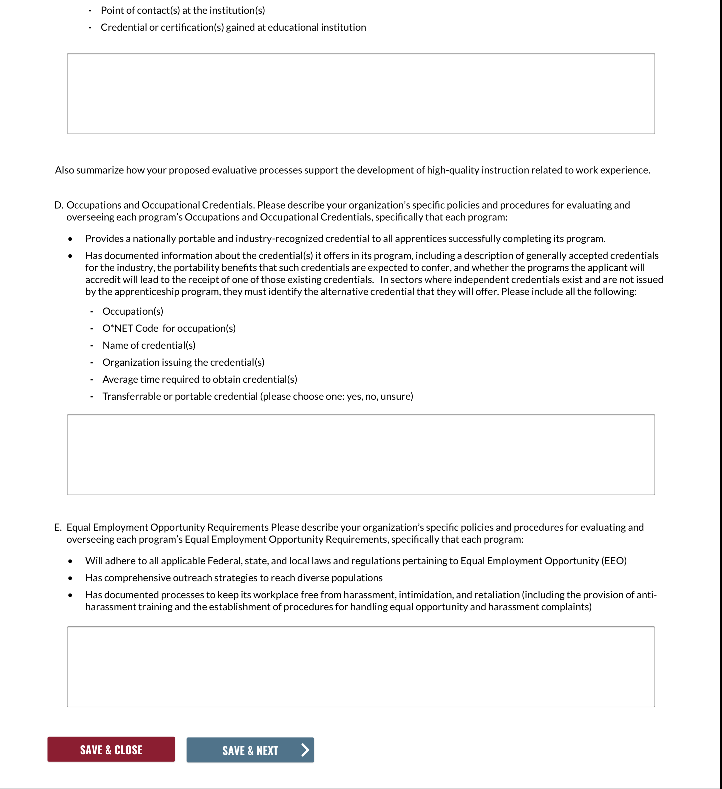 - Point of contact(s) at the institution(s)
- Credential or certification(s) gained at educational institution
Also summarize how your proposed evaluative processes support the development of high-quality instruction related to work experience.
D. Occupations and Occupational Credentials. Please describe your organization's specific policies and procedures for evaluating and
overseeing each program's Occupations and Occupational Credentials, specifically that each program:
• Provides a nationally portable and industry-recognized credential to all apprentices successfully completing its program.
• Has documented information about the credential(s) it offers in its program, including a description of generally accepted credentials
for the industry, the portability benefits that such credentials are expected to confer, and whether the programs the applicant will
accredit will lead to the receipt of one of those existing credentials. In sectors where independent credentials exist and are not issued
by the apprenticeship program, they must identify the alternative credential that they will offer. Please include all the following:
- Occupation(s)
- O*NET Code for occupation(s)
- Name of credential(s)
- Organization issuing the credential(s)
- Average time required to obtain credential(s)
- Transferrable or portable credential (please choose one: yes, no, unsure)
E. Equal Employment Opportunity Requirements Please describe your organization's specific policies and procedures for evaluating and
overseeing each program's Equal Employment Opportunity Requirements, specifically that each program:
• Will adhere to all applicable Federal, state, and local laws and regulations pertaining to Equal Employment Opportunity (EEO)
• Has comprehensive outreach strategies to reach diverse populations
• Has documented processes to keep its workplace free from harassment, intimidation, and retaliation (including the provision of anti-
harassment training and the establishment of procedures for handling equal opportunity and harassment complaints)
SAVE & CLOSE
SAVE & NEXT